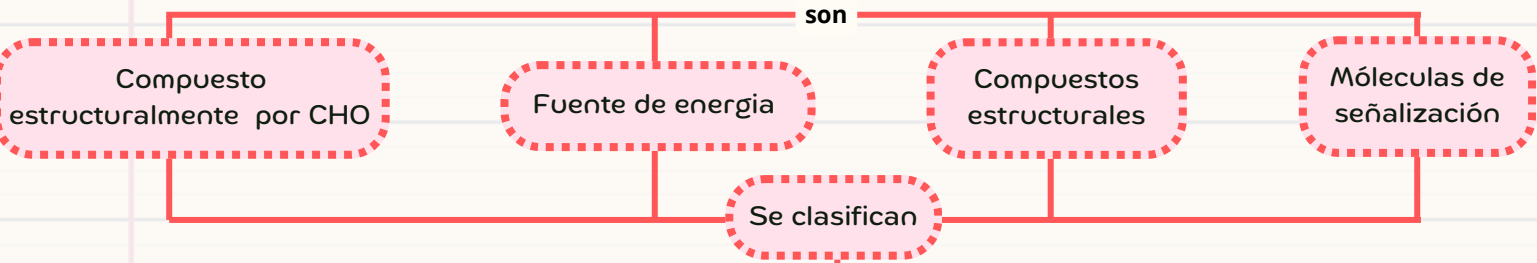 son
Compuesto
estructuralmente por CHO
Fuente de energia
Compuestos
estructurales
Móleculas de
señalización
Se clasifican